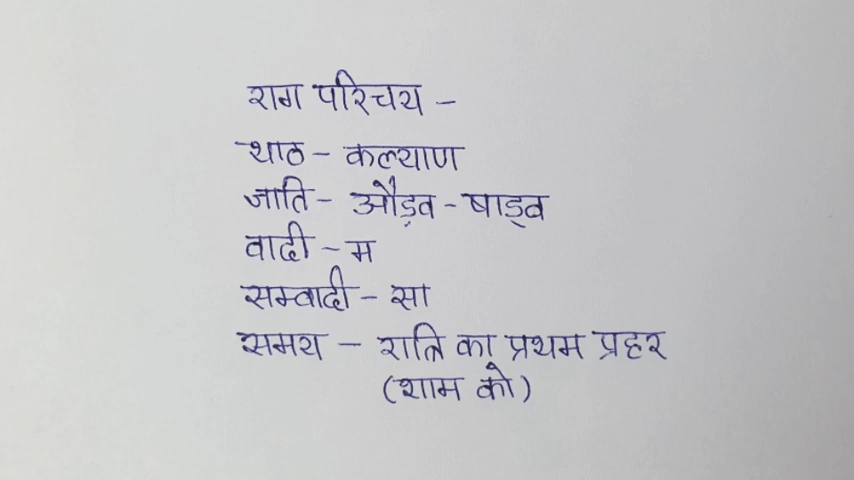 राग परिचय -
थाठ - कल्याण
जाति - औड़व - षाड़व
वादी - म
सम्वादी - सा
समय - रात्रि का प्रथम प्रहर
(शाम को)